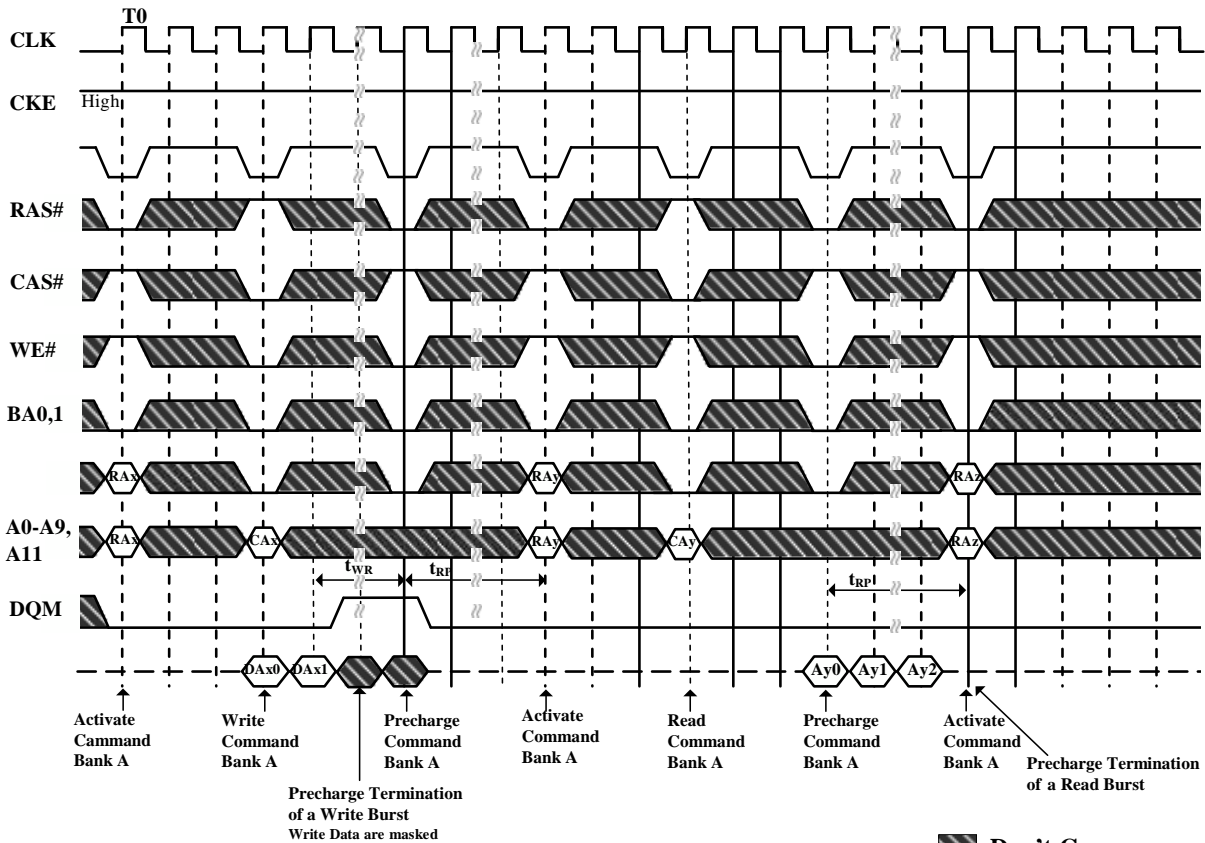 T0
CLK
CKE High
RAS#
CAS#
WE#
BA0,1
RAx RAy RAz
A0-A9,
A11
RAx CAx RAy CAy RAz
tWR tRP tRP
DQM
DAx0 DAx1 Ay0 Ay1 Ay2
Activate
Cammand
Bank A
Write
Command
Bank A
Precharge
Command
Bank A
Activate
Command
Bank A
Read
Command
Bank A
Precharge
Command
Bank A
Activate
Command
Bank A
Precharge Termination
of a Read Burst
Precharge Termination
of a Write Burst
Write Data are masked